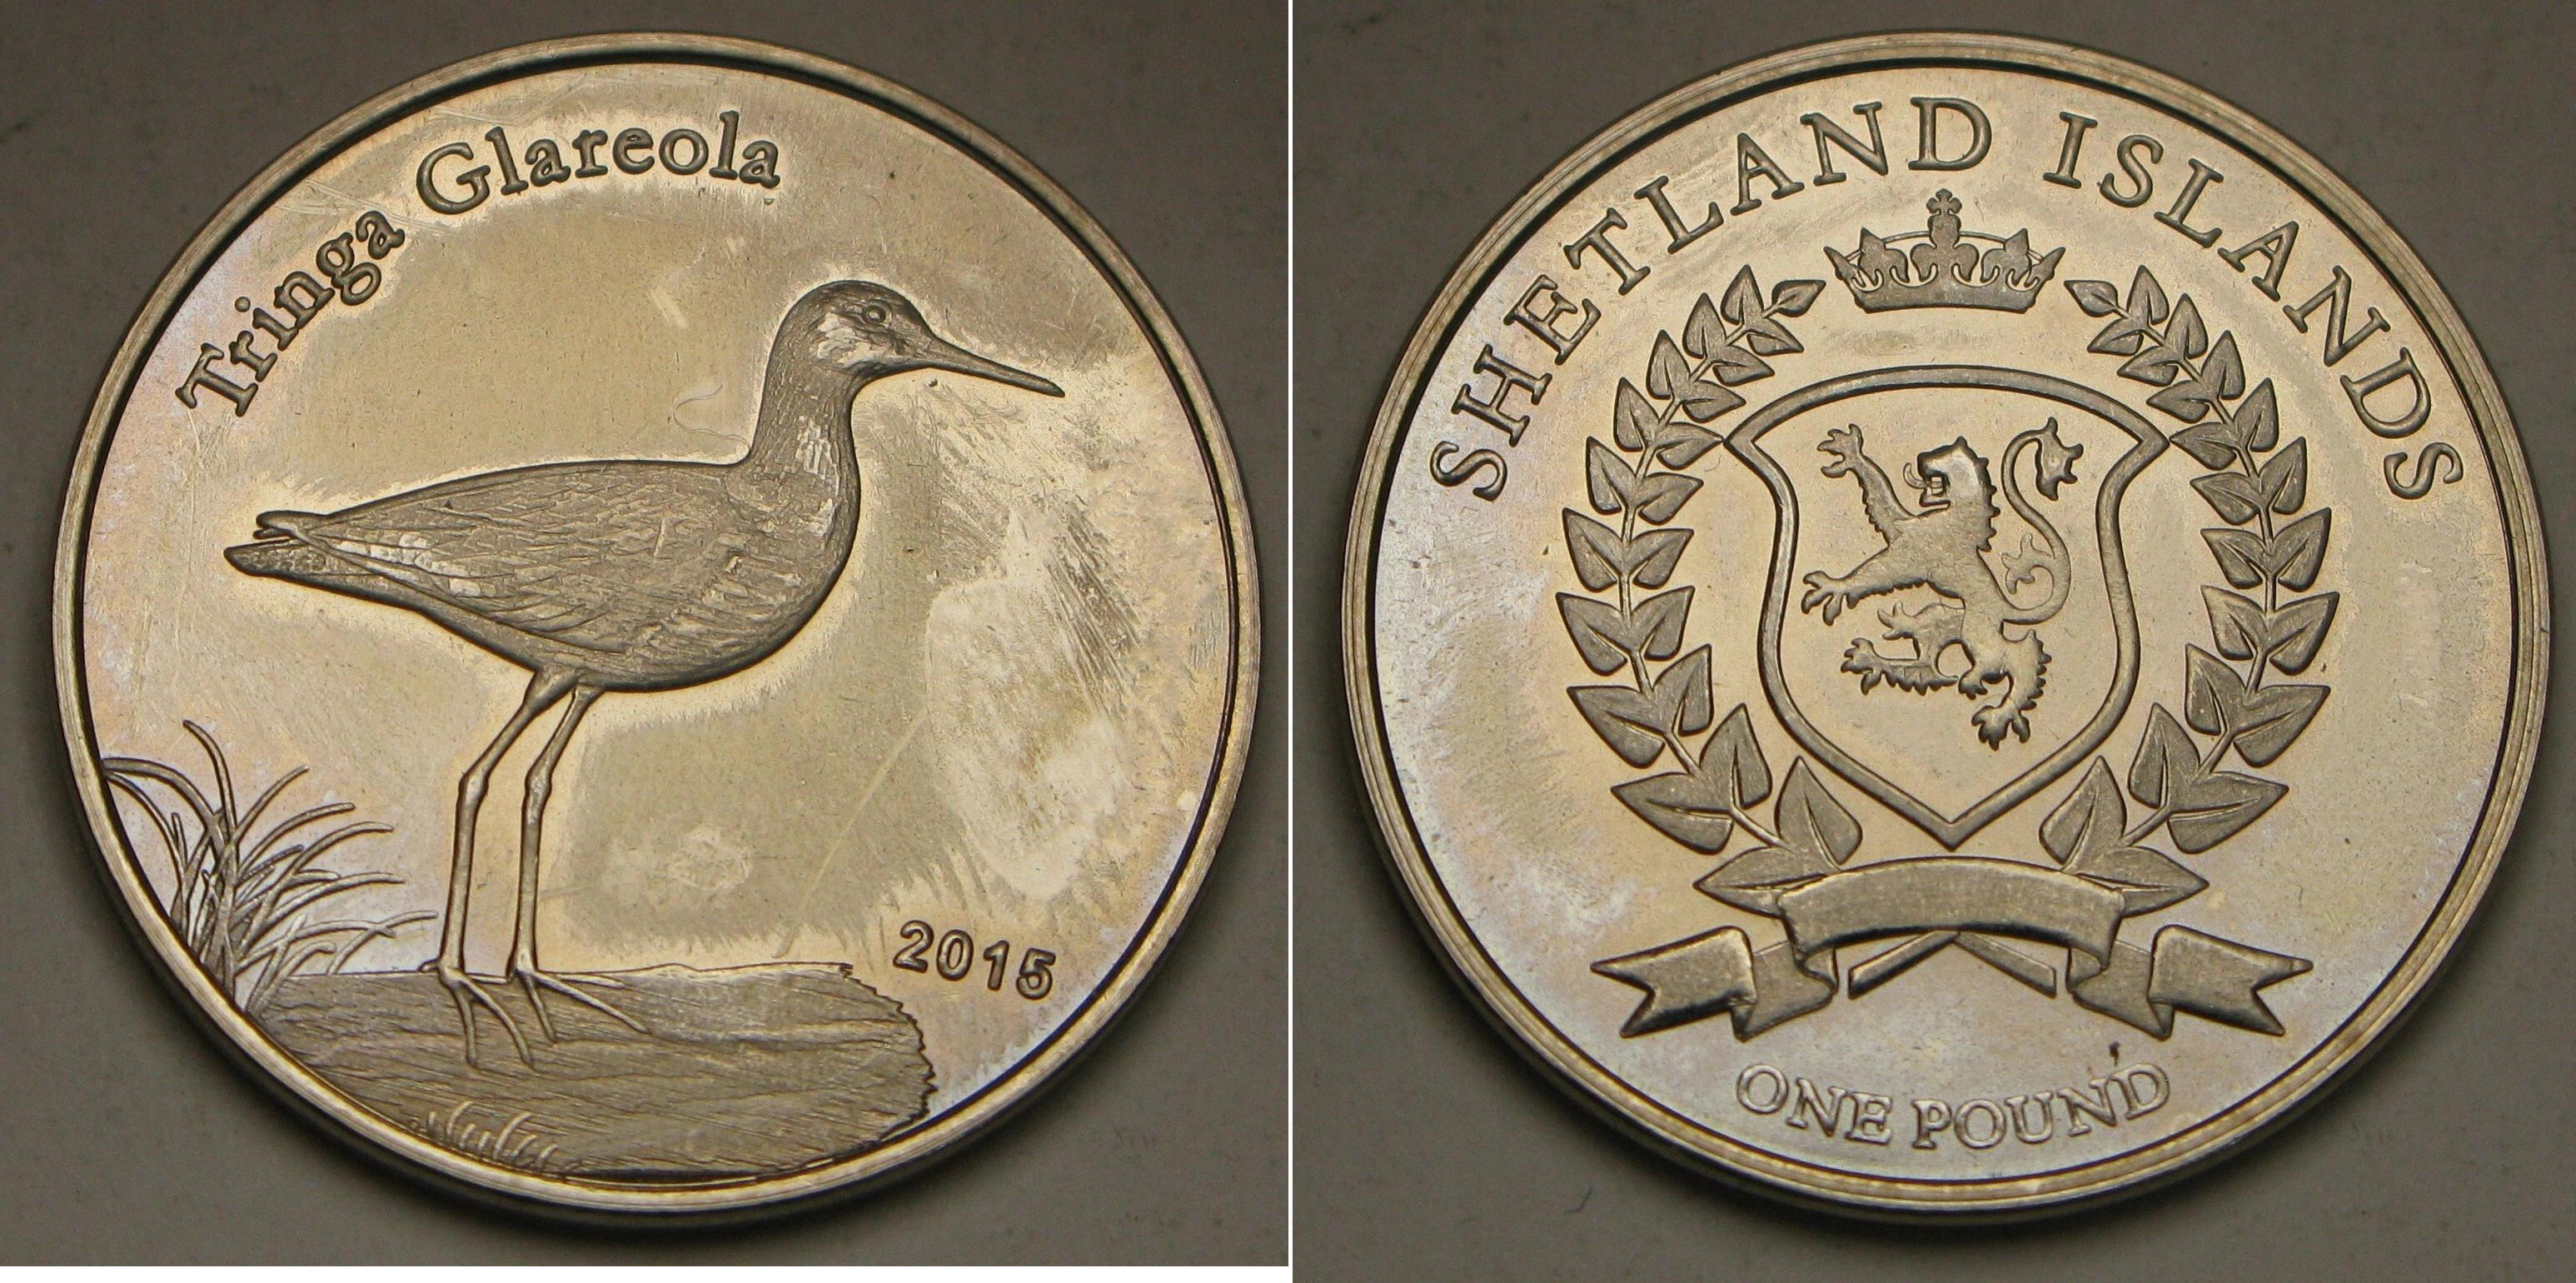 Tringa Glareola
2015
SHETLAND ISLANDS
ONE POUND